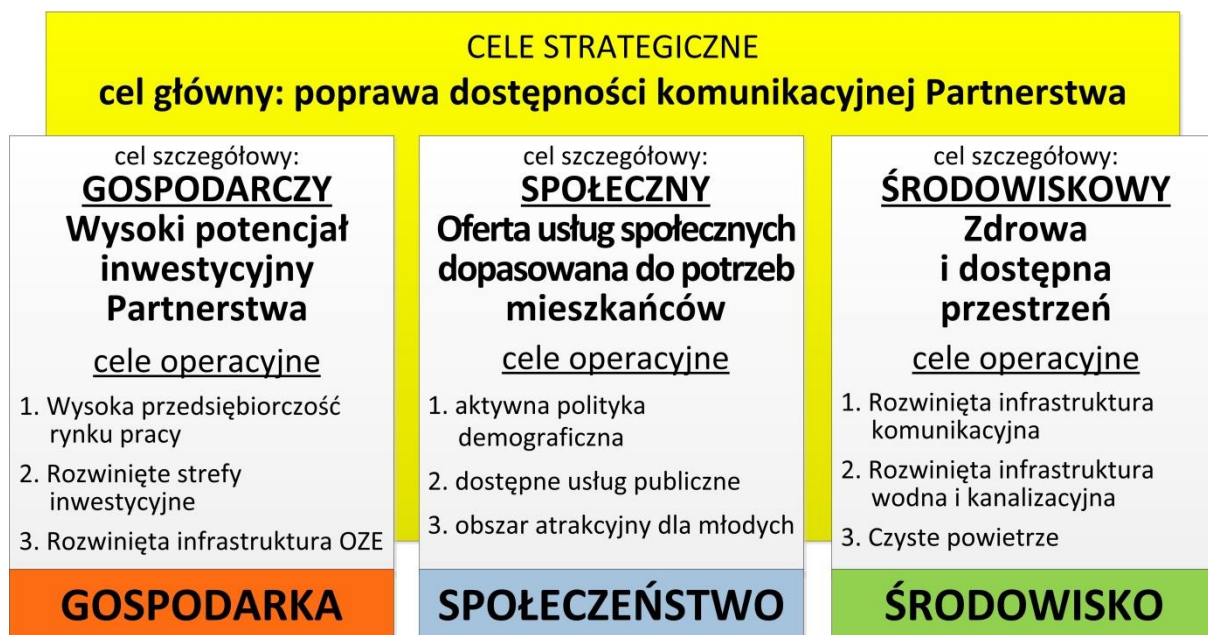 CELE STRATEGICZNE
cel główny: poprawa dostępności komunikacyjnej Partnerstwa
cel szczegółowy:
GOSPODARCZY
Wysoki potencjał
inwestycyjny
Partnerstwa
cele operacyjne
1. Wysoka przedsiębiorczość
rynku pracy
2. Rozwinięte strefy
inwestycyjne
3. Rozwinięta infrastruktura OZE
GOSPODARKA
cel szczegółowy:
SPOŁECZNY
Oferta usług społecznych
dopasowana do potrzeb
mieszkańców
cele operacyjne
1. aktywna polityka
demograficzna
2. dostępne usług publiczne
3. obszar atrakcyjny dla młodych
SPOŁECZEŃSTWO
cel szczegółowy:
ŚRODOWISKOWY
Zdrowa
i dostępna
przestrzeń
cele operacyjne
1. Rozwinięta infrastruktura
komunikacyjna
2. Rozwinięta infrastruktura
wodna i kanalizacyjna
3. Czyste powietrze
ŚRODOWISKO